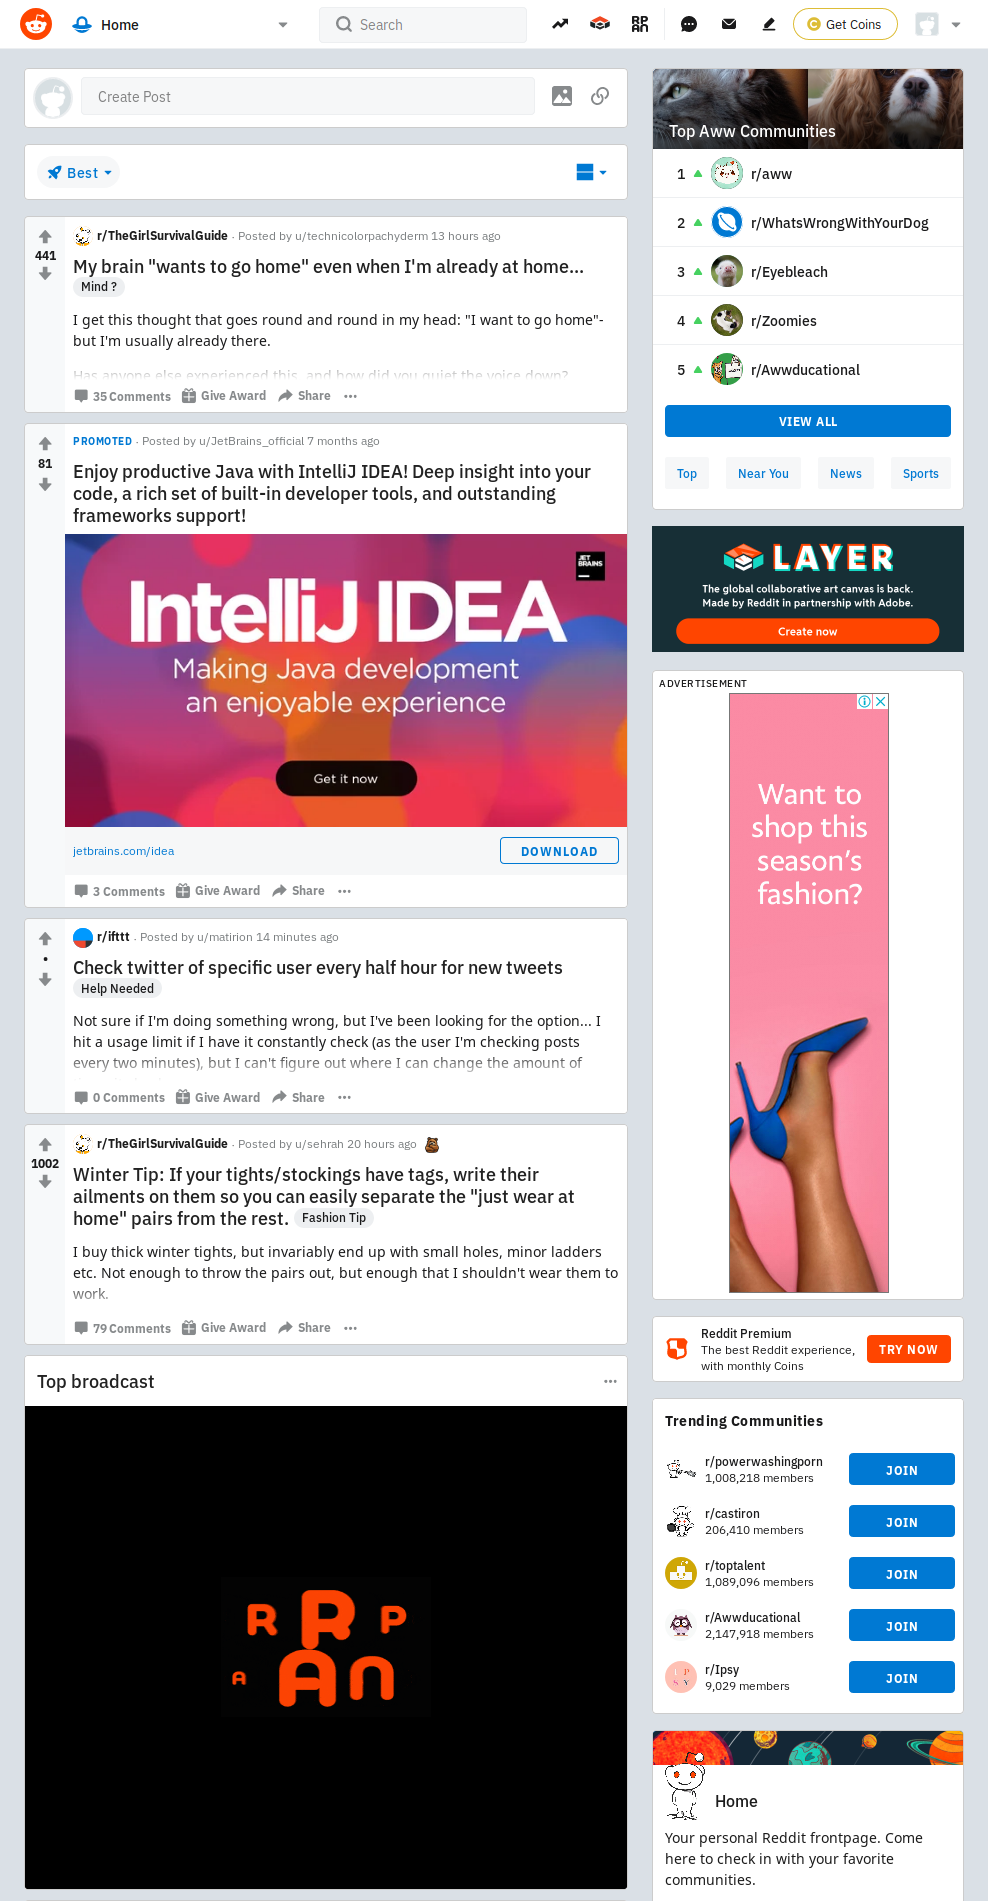 Home
Search
RP
AN
Get Coins
Create Post
Best
441
r/TheGirlSurvivalGuide · Posted by u/technicolorpachyderm 13 hours ago
My brain "wants to go home" even when I'm already at home...
Mind ?
I get this thought that goes round and round in my head: "I want to go home"-
but I'm usually already there.
Has anyone else experienced this, and how did you quiet the voice down?
35 Comments Give Award Share
81
PROMOTED · Posted by u/JetBrains_official 7 months ago
Enjoy productive Java with IntelliJ IDEA! Deep insight into your
code, a rich set of built-in developer tools, and outstanding
frameworks support!
JET
BRAINS
IntelliJ IDEA
Making Java development
an enjoyable experience
Get it now
jetbrains.com/idea
DOWNLOAD
3 Comments Give Award Share
•
r/ifttt · Posted by u/matirion 14 minutes ago
Check twitter of specific user every half hour for new tweets
Help Needed
Not sure if I'm doing something wrong, but I've been looking for the option... I
hit a usage limit if I have it constantly check (as the user I'm checking posts
every two minutes), but I can't figure out where I can change the amount of
0 Comments Give Award Share
1002
r/TheGirlSurvivalGuide · Posted by u/sehrah 20 hours ago
Winter Tip: If your tights/stockings have tags, write their
ailments on them so you can easily separate the "just wear at
home" pairs from the rest. Fashion Tip
I buy thick winter tights, but invariably end up with small holes, minor ladders
etc. Not enough to throw the pairs out, but enough that I shouldn't wear them to
work.
79 Comments Give Award Share
Top broadcast
R R P
A An
Top Aww Communities
1 r/aww
2 r/WhatsWrongWithYourDog
3 r/Eyebleach
4 r/Zoomies
5 r/Awwducational
VIEW ALL
Top Near You News Sports
LAYER
The global collaborative art canvas is back.
Made by Reddit in partnership with Adobe.
Create now
ADVERTISEMENT
Want to
shop this
season's
fashion?
Reddit Premium
The best Reddit experience,
with monthly Coins
TRY NOW
Trending Communities
r/powerwashingporn
1,008,218 members
JOIN
r/castiron
206,410 members
JOIN
r/toptalent
1,089,096 members
JOIN
r/Awwducational
2,147,918 members
JOIN
I P
S Y
r/Ipsy
9,029 members
JOIN
Home
Your personal Reddit frontpage. Come
here to check in with your favorite
communities.